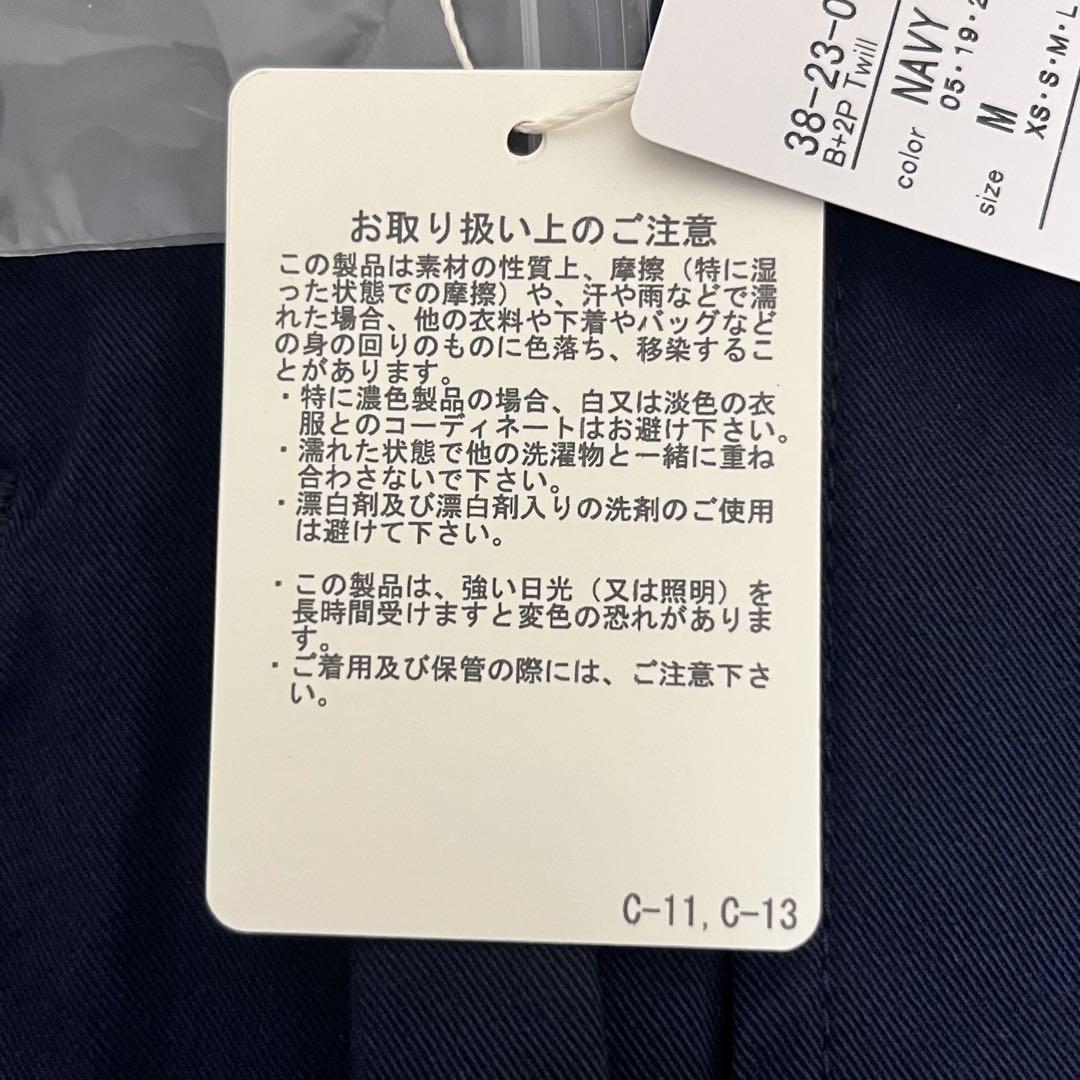 38-23-0
B+2P Twill
color NAVY
05・19・2
size M
XS・S・M・L
お取り扱い上のご注意
この製品は素材の性質上、摩擦（特に湿
った状態での摩擦）や、汗や雨などで濡
れた場合、他の衣料や下着やバッグなど
の身の回りのものに色落ち、移染するこ
とがあります。
・特に濃色製品の場合、白又は淡色の衣
服とのコーディネートはお避け下さい。
・濡れた状態で他の洗濯物と一緒に重ね
合わさないで下さい。
・漂白剤及び漂白剤入りの洗剤のご使用
は避けて下さい。
・この製品は、強い日光（又は照明）を
長時間受けますと変色の恐れがありま
す。
・ご着用及び保管の際には、ご注意下さ
い。
C-11, C-13